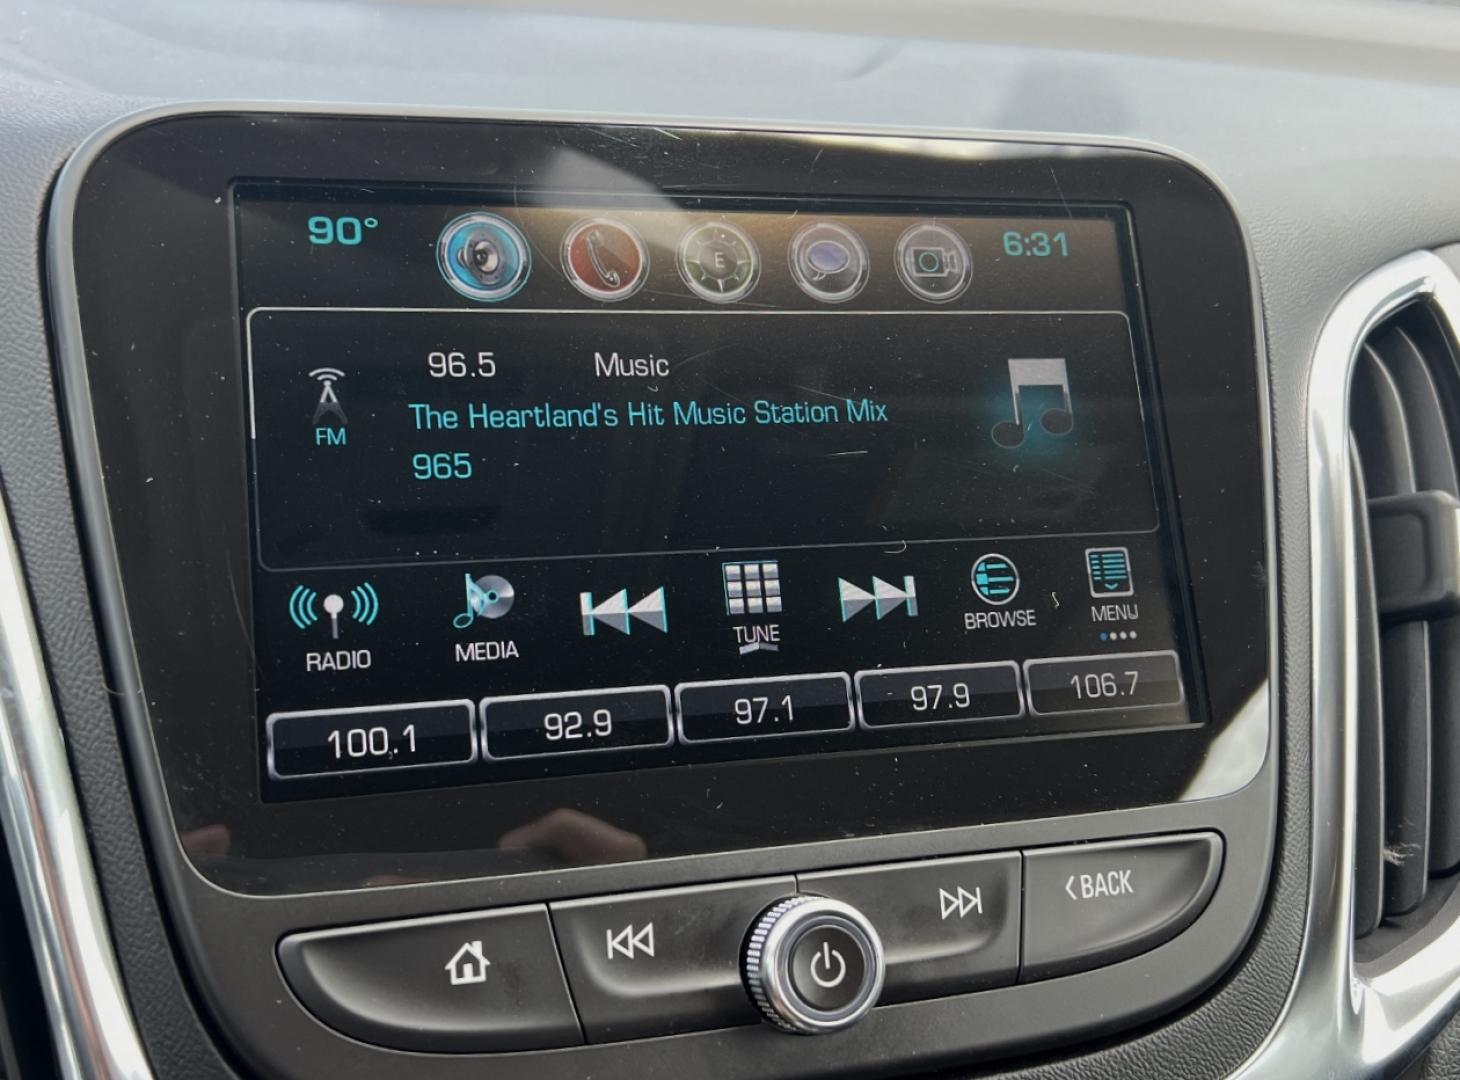 90° 6:31
E
96.5 Music
The Heartland's Hit Music Station Mix
FM
965
RADIO MEDIA TUNE BROWSE MENU
100.1 92.9 97.1 97.9 106.7
<BACK